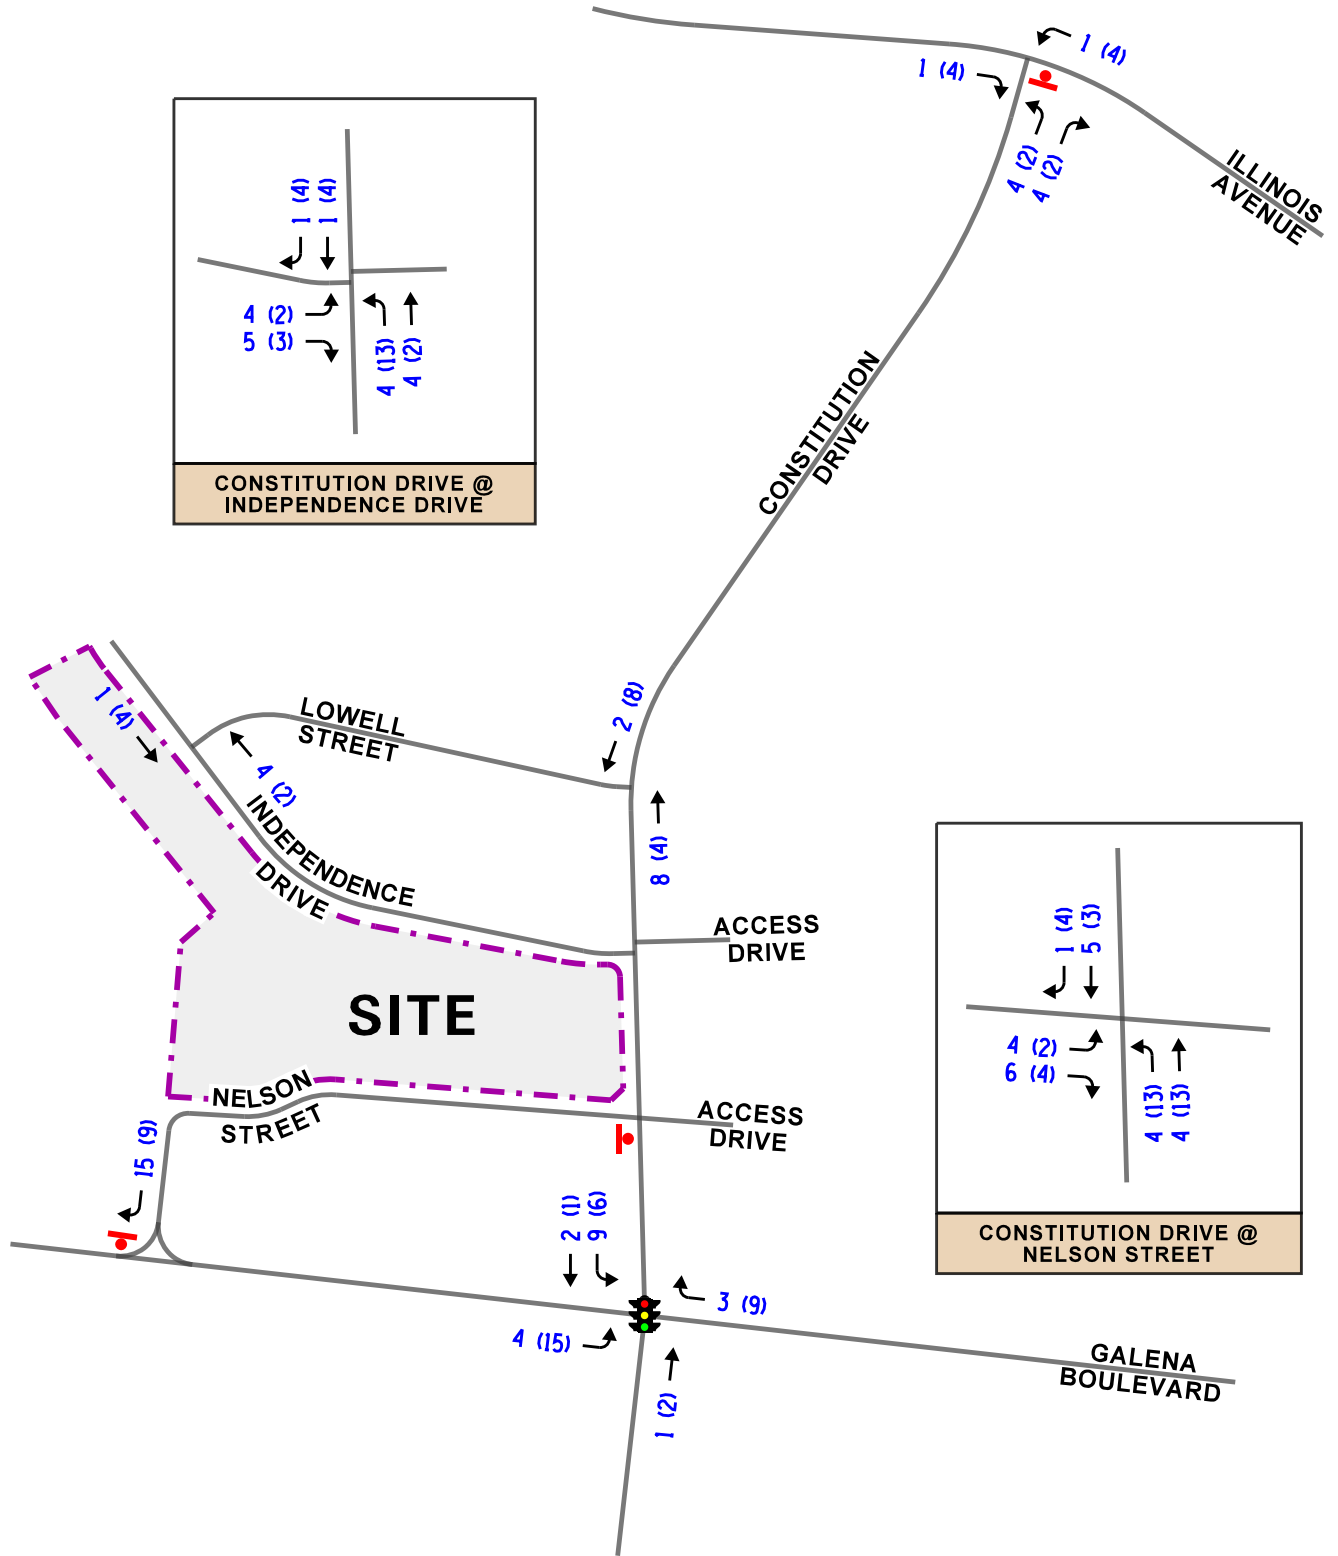 1 (4)
1 (4)
4 (2)
4 (2)
ILLINOIS
AVENUE
1 (4)
1 (4)
4 (2)
5 (3)
4 (13)
4 (2)
CONSTITUTION DRIVE @
INDEPENDENCE DRIVE
CONSTITUTION
DRIVE
1 (4)
LOWELL
STREET
2 (8)
4 (2)
INDEPENDENCE
DRIVE
8 (4)
ACCESS
DRIVE
SITE
NELSON
STREET
ACCESS
DRIVE
1 (4)
5 (3)
4 (2)
6 (4)
4 (13)
4 (13)
CONSTITUTION DRIVE @
NELSON STREET
15 (9)
2 (1)
9 (6)
3 (9)
4 (15)
1 (2)
GALENA
BOULEVARD